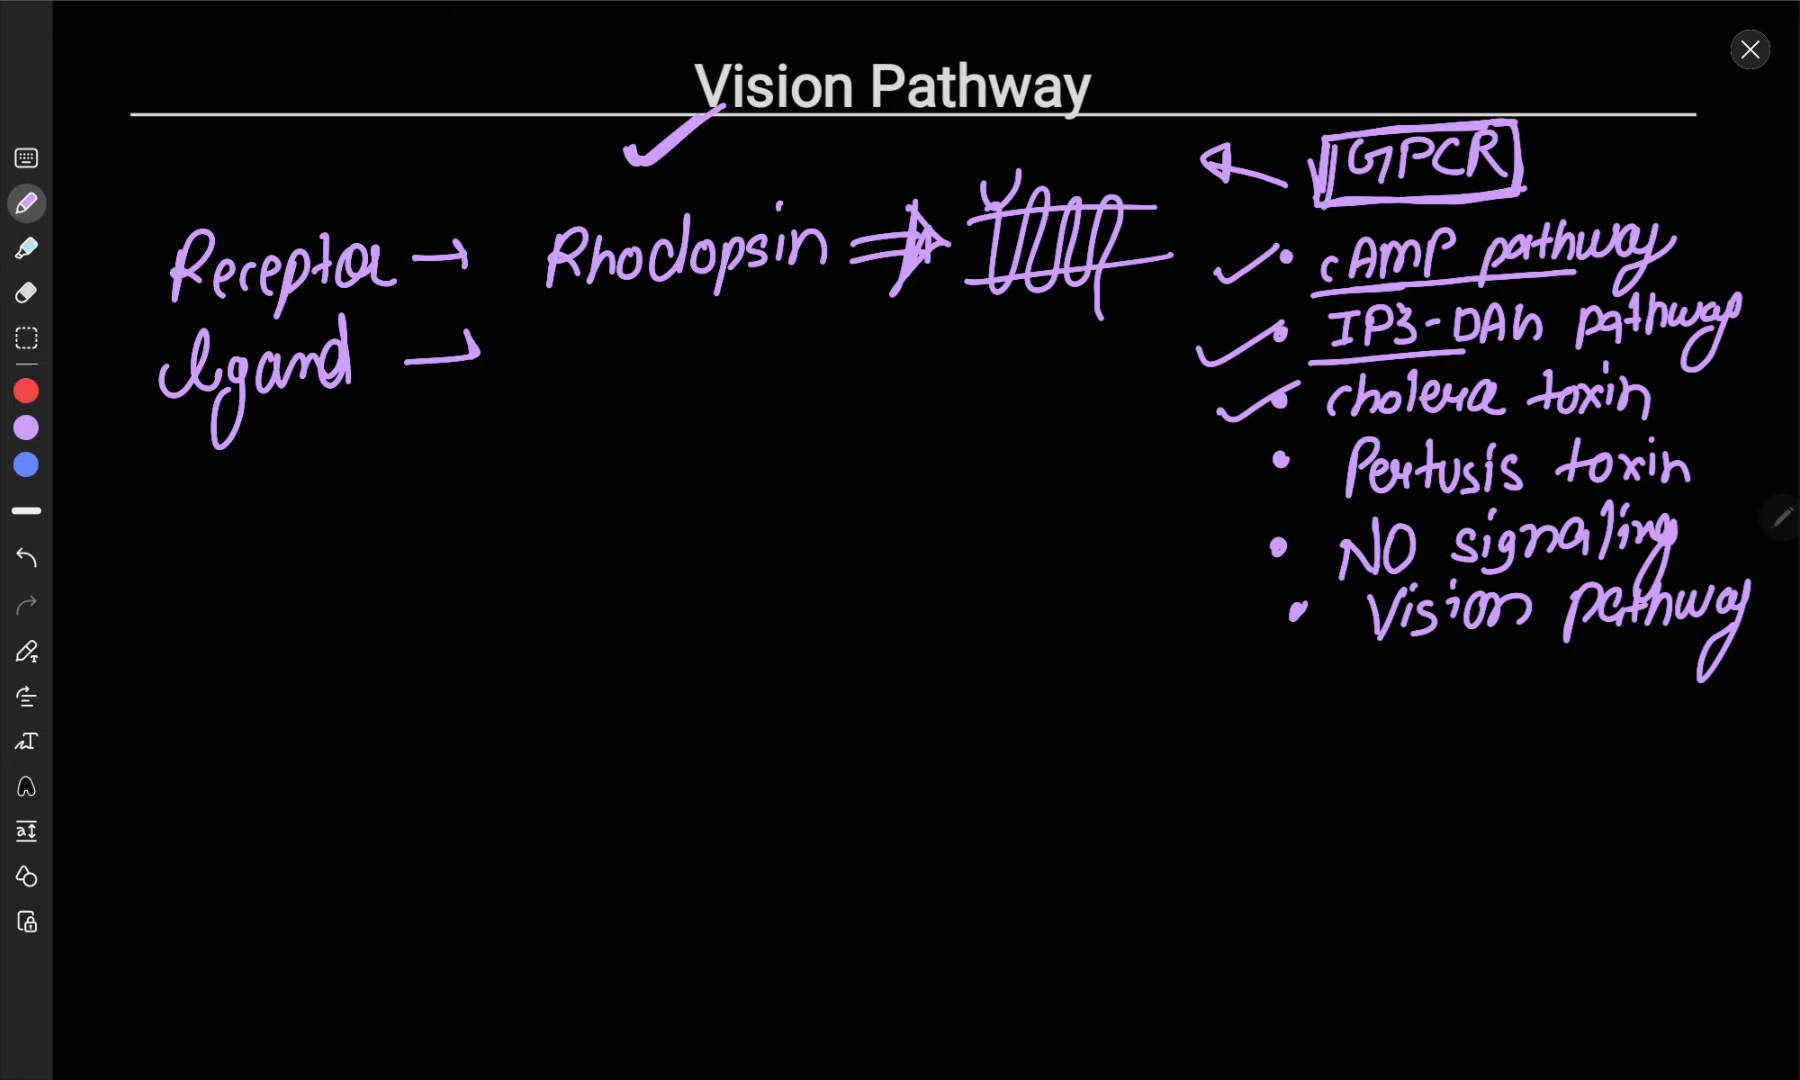 Vision Pathway
GPCR
Receptor → Rhodopsin ⇒
ligand →
• cAMP pathway
• IP3-DAG pathway
• cholera toxin
• Pertusis toxin
• NO signaling
• Vision pathway